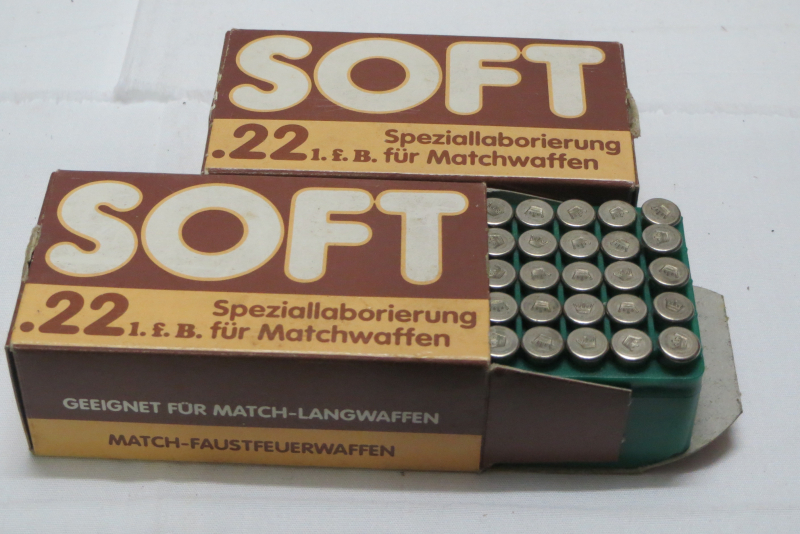 SOFT
.22 l. f. B. Speziallaborierung
für Matchwaffen
SOFT
.22 l. f. B. Speziallaborierung
für Matchwaffen
GEEIGNET FÜR MATCH-LANGWAFFEN
MATCH-FAUSTFEUERWAFFEN